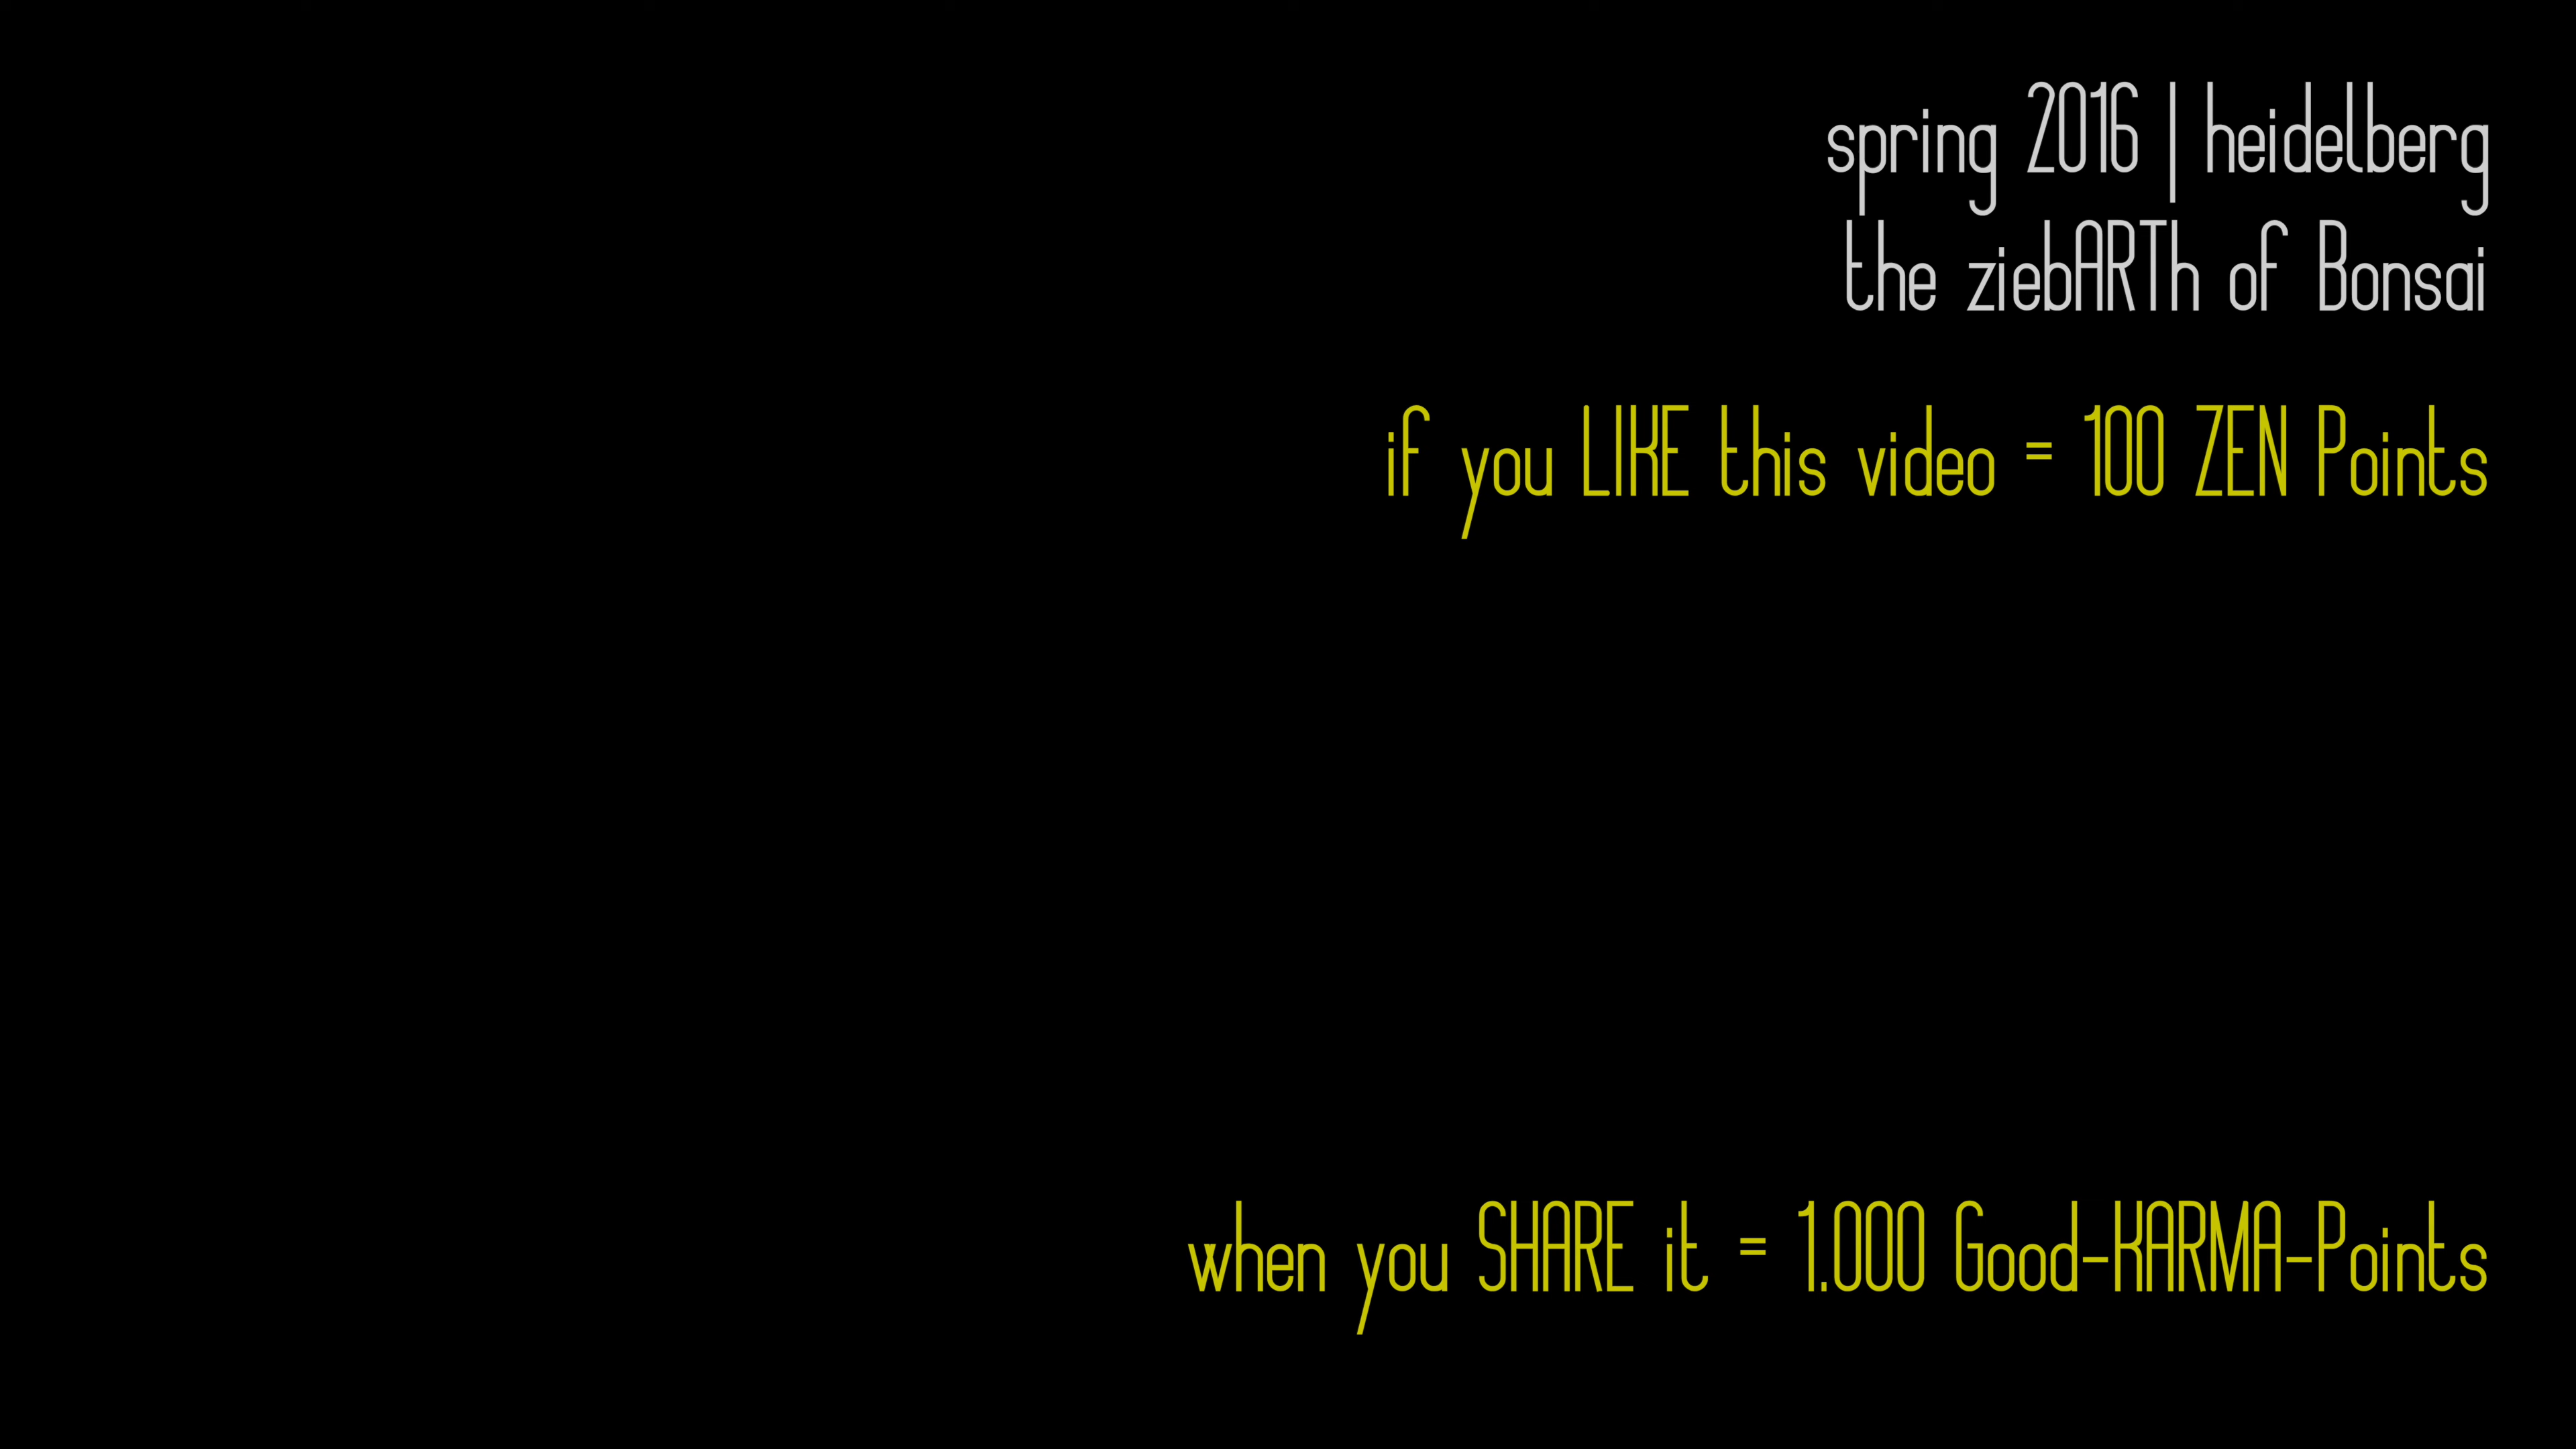 spring 2016 | heidelberg
the ziebARTh of Bonsai
if you LIKE this video = 100 ZEN Points
when you SHARE it = 1.000 Good-KARMA-Points